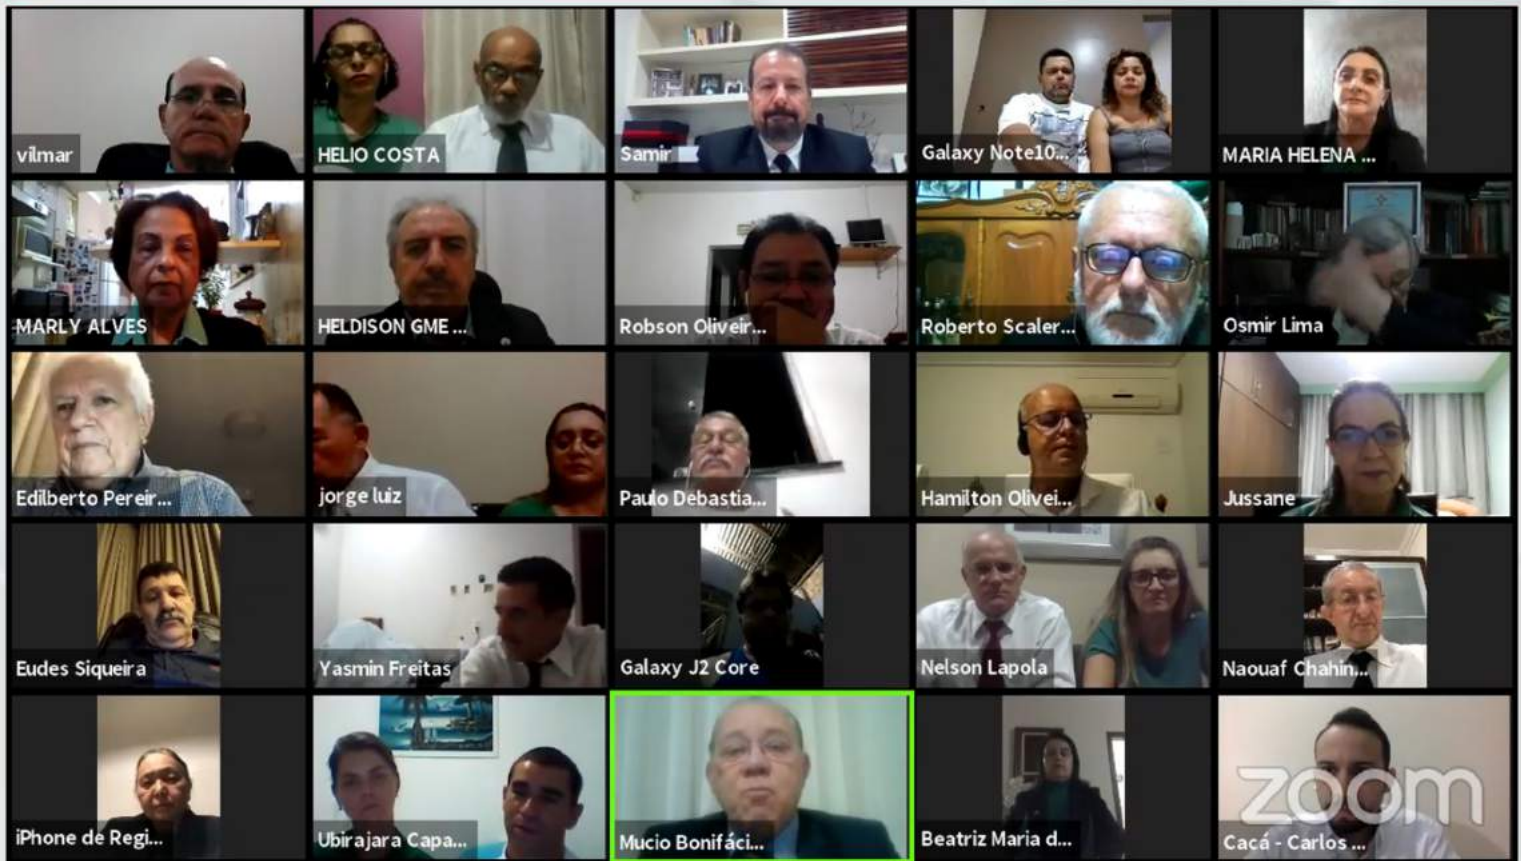 vilmar
HELIO COSTA
Samir
Galaxy Note10...
MARIA HELENA ...
MARLY ALVES
HELDISON GME ...
Robson Oliveir...
Roberto Scaler...
Osmir Lima
Edilberto Pereir...
jorge luiz
Paulo Debastia...
Hamilton Olivei...
Jussane
Eudes Siqueira
Yasmin Freitas
Galaxy J2 Core
Nelson Lapola
Naouaf Chahin...
iPhone de Regi...
Ubirajara Capa...
Mucio Bonifáci...
Beatriz Maria d...
Cacá - Carlos ...
zoom